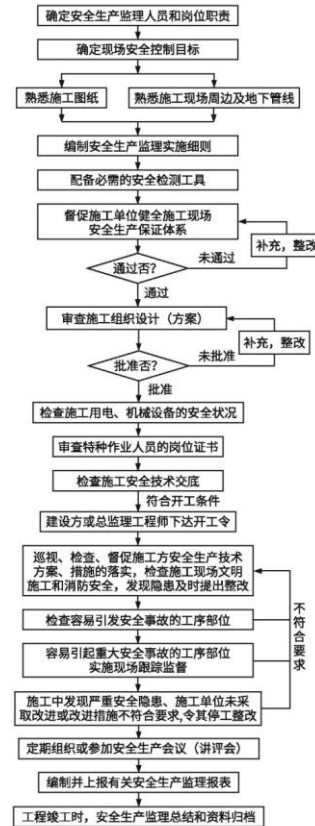 确定安全生产监理人员和岗位职责
确定现场安全控制目标
熟悉施工图纸
熟悉施工现场周边及地下管线
编制安全生产监理实施细则
配备必需的安全检测工具
督促施工单位健全施工现场
安全生产保证体系
补充，整改
通过否？
未通过
通过
审查施工组织设计（方案）
补充，整改
批准否？
未批准
批准
检查施工用电、机械设备的安全状况
审查特种作业人员的岗位证书
检查施工安全技术交底
符合开工条件
建设方或总监理工程师下达开工令
巡视、检查、督促施工方安全生产技术
方案、措施的落实，检查施工现场文明
施工和消防安全，发现隐患及时提出整改
不符合要求
检查容易引发安全事故的工序部位
容易引起重大安全事故的工序部位
实施现场跟踪监督
施工中发现严重安全隐患、施工单位未采
取改进或改进措施不符合要求,令其停工整改
定期组织或参加安全生产会议（讲评会）
编制并上报有关安全生产监理报表
工程竣工时，安全生产监理总结和资料归档